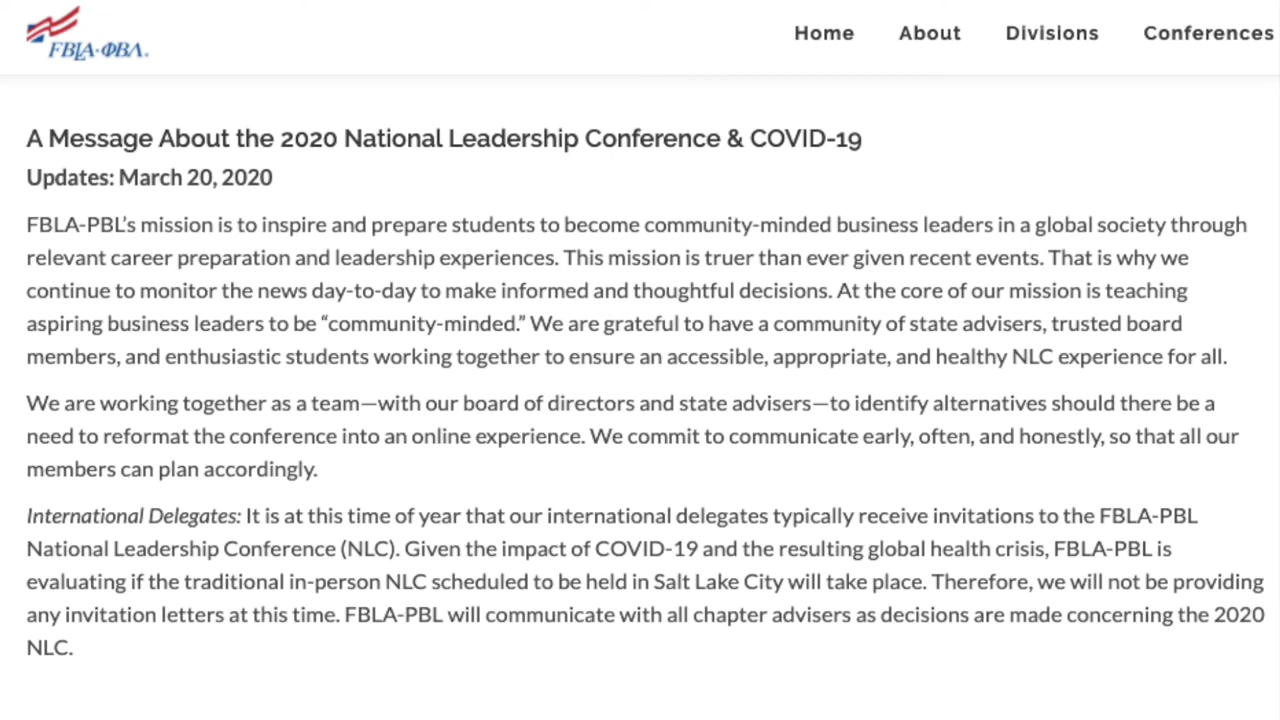 FBLA·ΦΒΛ.
Home About Divisions Conferences
A Message About the 2020 National Leadership Conference & COVID-19
Updates: March 20, 2020
FBLA-PBL’s mission is to inspire and prepare students to become community-minded business leaders in a global society through
relevant career preparation and leadership experiences. This mission is truer than ever given recent events. That is why we
continue to monitor the news day-to-day to make informed and thoughtful decisions. At the core of our mission is teaching
aspiring business leaders to be “community-minded.” We are grateful to have a community of state advisers, trusted board
members, and enthusiastic students working together to ensure an accessible, appropriate, and healthy NLC experience for all.
We are working together as a team—with our board of directors and state advisers—to identify alternatives should there be a
need to reformat the conference into an online experience. We commit to communicate early, often, and honestly, so that all our
members can plan accordingly.
International Delegates: It is at this time of year that our international delegates typically receive invitations to the FBLA-PBL
National Leadership Conference (NLC). Given the impact of COVID-19 and the resulting global health crisis, FBLA-PBL is
evaluating if the traditional in-person NLC scheduled to be held in Salt Lake City will take place. Therefore, we will not be providing
any invitation letters at this time. FBLA-PBL will communicate with all chapter advisers as decisions are made concerning the 2020
NLC.